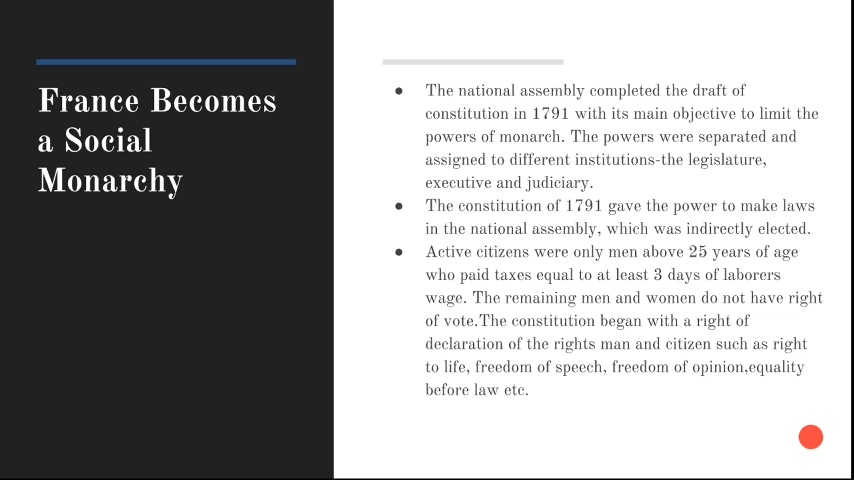 France Becomes
a Social
Monarchy
● The national assembly completed the draft of
constitution in 1791 with its main objective to limit the
powers of monarch. The powers were separated and
assigned to different institutions-the legislature,
executive and judiciary.
● The constitution of 1791 gave the power to make laws
in the national assembly, which was indirectly elected.
● Active citizens were only men above 25 years of age
who paid taxes equal to at least 3 days of laborers
wage. The remaining men and women do not have right
of vote.The constitution began with a right of
declaration of the rights man and citizen such as right
to life, freedom of speech, freedom of opinion,equality
before law etc.